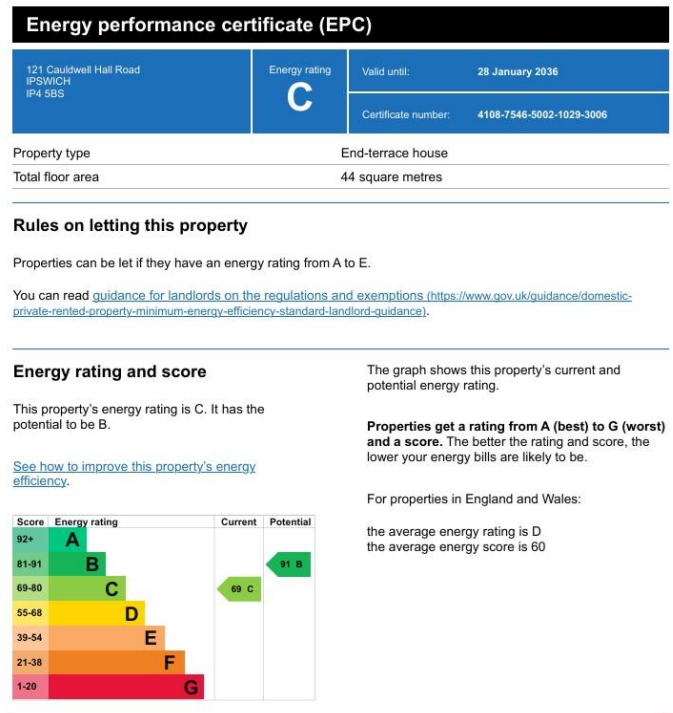 Energy performance certificate (EPC)
121 Cauldwell Hall Road
IPSWICH
IP4 5BS
Energy rating
C
Valid until: 28 January 2036
Certificate number: 4108-7546-5002-1029-3006
Property type End-terrace house
Total floor area 44 square metres
Rules on letting this property
Properties can be let if they have an energy rating from A to E.
You can read guidance for landlords on the regulations and exemptions (https://www.gov.uk/guidance/domestic-
private-rented-property-minimum-energy-efficiency-standard-landlord-guidance).
Energy rating and score
This property's energy rating is C. It has the
potential to be B.
See how to improve this property's energy
efficiency.
Score Energy rating Current Potential
92+ A
81-91 B 91 B
69-80 C 69 C
55-68 D
39-54 E
21-38 F
1-20 G
The graph shows this property's current and
potential energy rating.
Properties get a rating from A (best) to G (worst)
and a score. The better the rating and score, the
lower your energy bills are likely to be.
For properties in England and Wales:
the average energy rating is D
the average energy score is 60